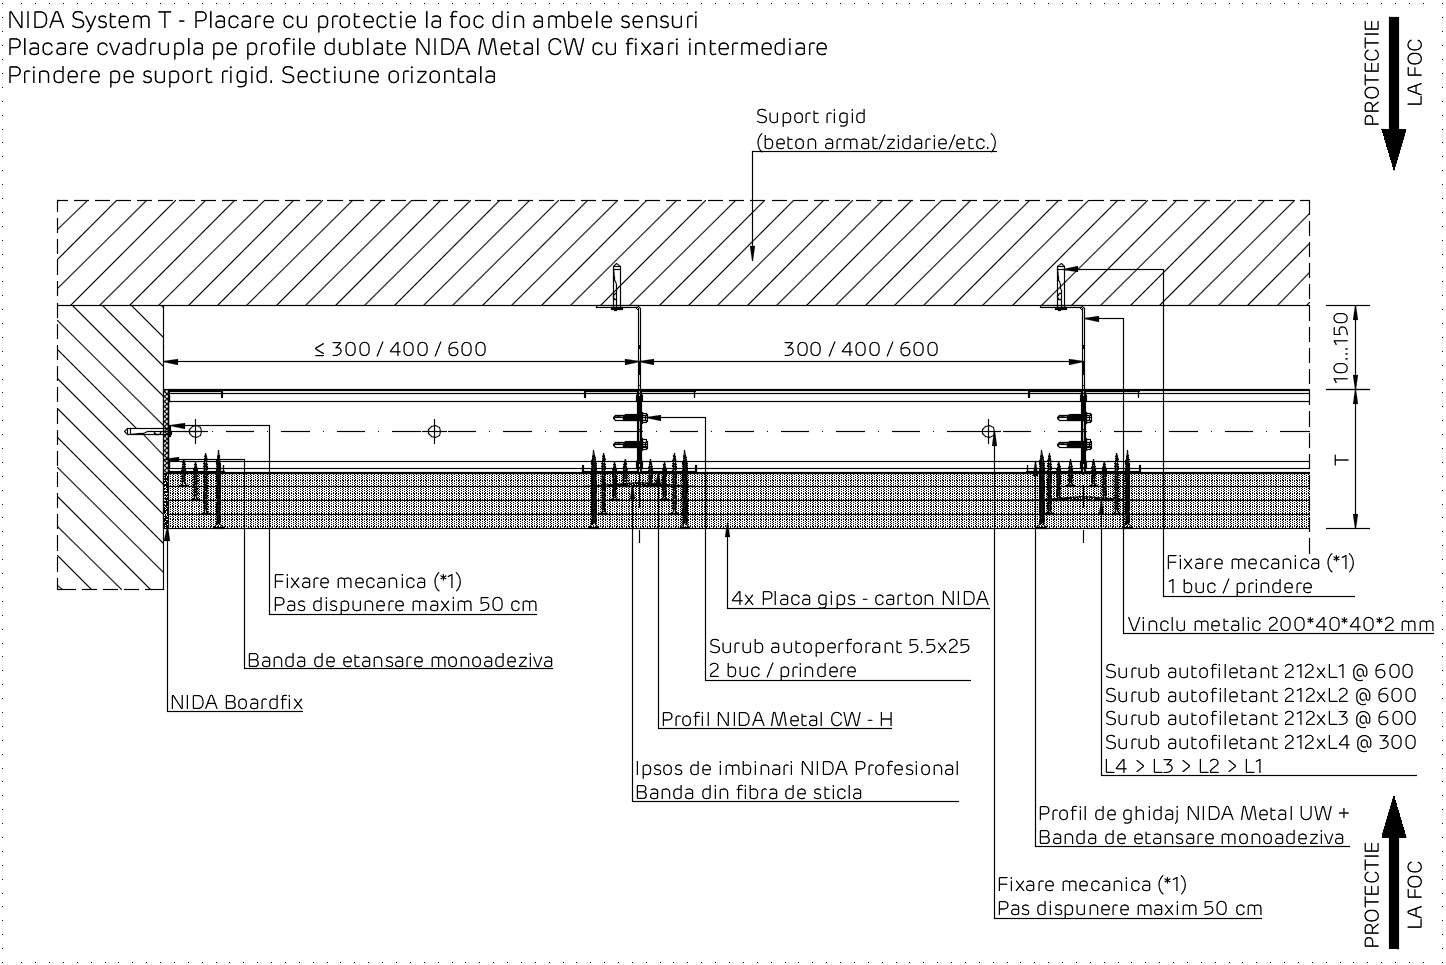 NIDA System T - Placare cu protectie la foc din ambele sensuri
Placare cvadrupla pe profile dublate NIDA Metal CW cu fixari intermediare
Prindere pe suport rigid. Sectiune orizontala
PROTECTIE
LA FOC
Suport rigid
(beton armat/zidarie/etc.)
≤ 300 / 400 / 600
300 / 400 / 600
10...150
T
Fixare mecanica (*1)
1 buc / prindere
Fixare mecanica (*1)
Pas dispunere maxim 50 cm
4x Placa gips - carton NIDA
Vinclu metalic 200*40*40*2 mm
Surub autoperforant 5.5x25
2 buc / prindere
Banda de etansare monoadeziva
Surub autofiletant 212xL1 @ 600
Surub autofiletant 212xL2 @ 600
Surub autofiletant 212xL3 @ 600
Surub autofiletant 212xL4 @ 300
L4 > L3 > L2 > L1
NIDA Boardfix
Profil NIDA Metal CW - H
Ipsos de imbinari NIDA Profesional
Banda din fibra de sticla
Profil de ghidaj NIDA Metal UW +
Banda de etansare monoadeziva
Fixare mecanica (*1)
Pas dispunere maxim 50 cm
PROTECTIE
LA FOC